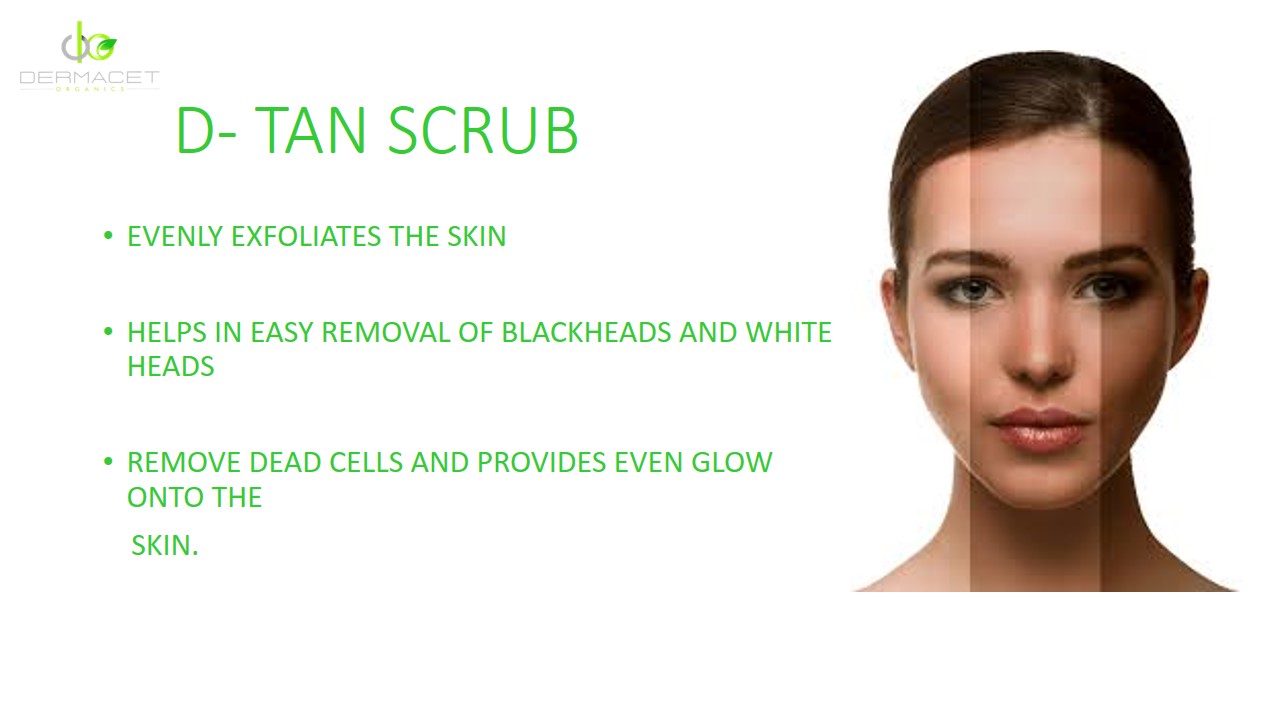 DERMACET
ORGANICS
D- TAN SCRUB
• EVENLY EXFOLIATES THE SKIN
• HELPS IN EASY REMOVAL OF BLACKHEADS AND WHITE
HEADS
• REMOVE DEAD CELLS AND PROVIDES EVEN GLOW
ONTO THE
SKIN.